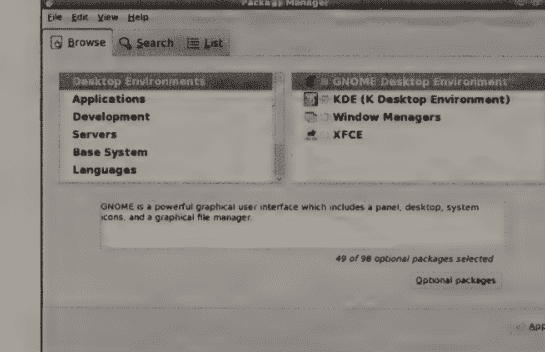 Package Manager
File Edit View Help
Browse Search List
Desktop Environments
Applications
Development
Servers
Base System
Languages
GNOME Desktop Environment
KDE (K Desktop Environment)
Window Managers
XFCE
GNOME is a powerful graphical user interface which includes a panel, desktop, system
icons, and a graphical file manager.
49 of 98 optional packages selected
Optional packages
App